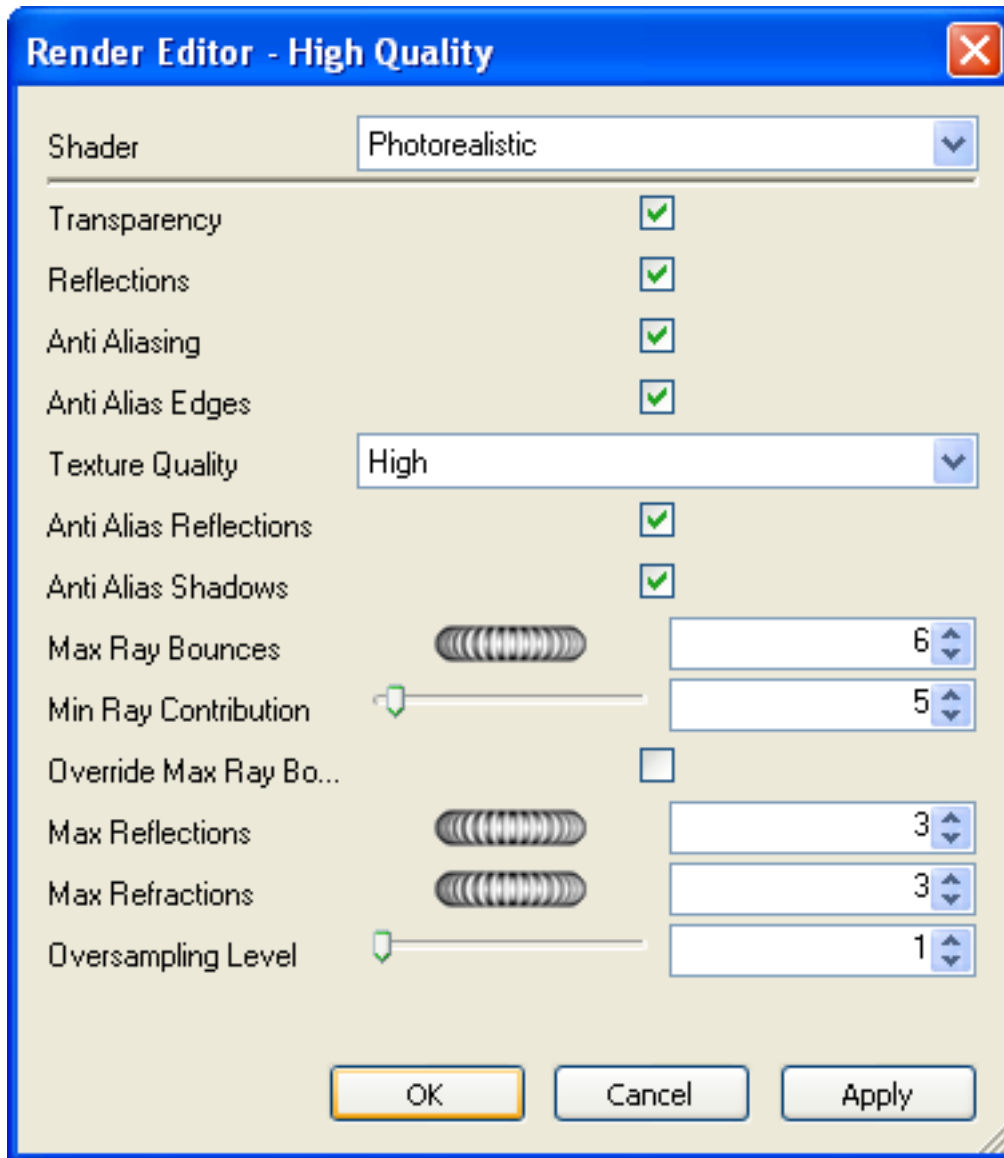 Render Editor - High Quality
Shader Photorealistic
Transparency
Reflections
Anti Aliasing
Anti Alias Edges
Texture Quality High
Anti Alias Reflections
Anti Alias Shadows
Max Ray Bounces 6
Min Ray Contribution 5
Override Max Ray Bo...
Max Reflections 3
Max Refractions 3
Oversampling Level 1
OK Cancel Apply